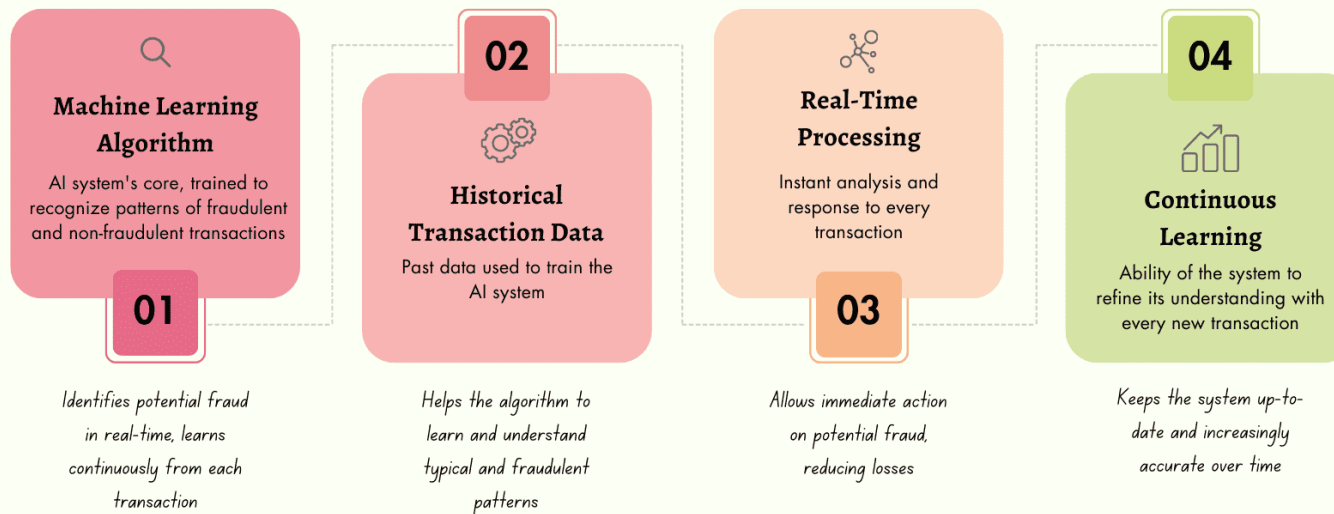 Machine Learning
Algorithm
AI system's core, trained to
recognize patterns of fraudulent
and non-fraudulent transactions
01
Identifies potential fraud
in real-time, learns
continuously from each
transaction
02
Historical
Transaction Data
Past data used to train the
AI system
Helps the algorithm to
learn and understand
typical and fraudulent
patterns
Real-Time
Processing
Instant analysis and
response to every
transaction
03
Allows immediate action
on potential fraud,
reducing losses
04
Continuous
Learning
Ability of the system to
refine its understanding with
every new transaction
Keeps the system up-to-
date and increasingly
accurate over time